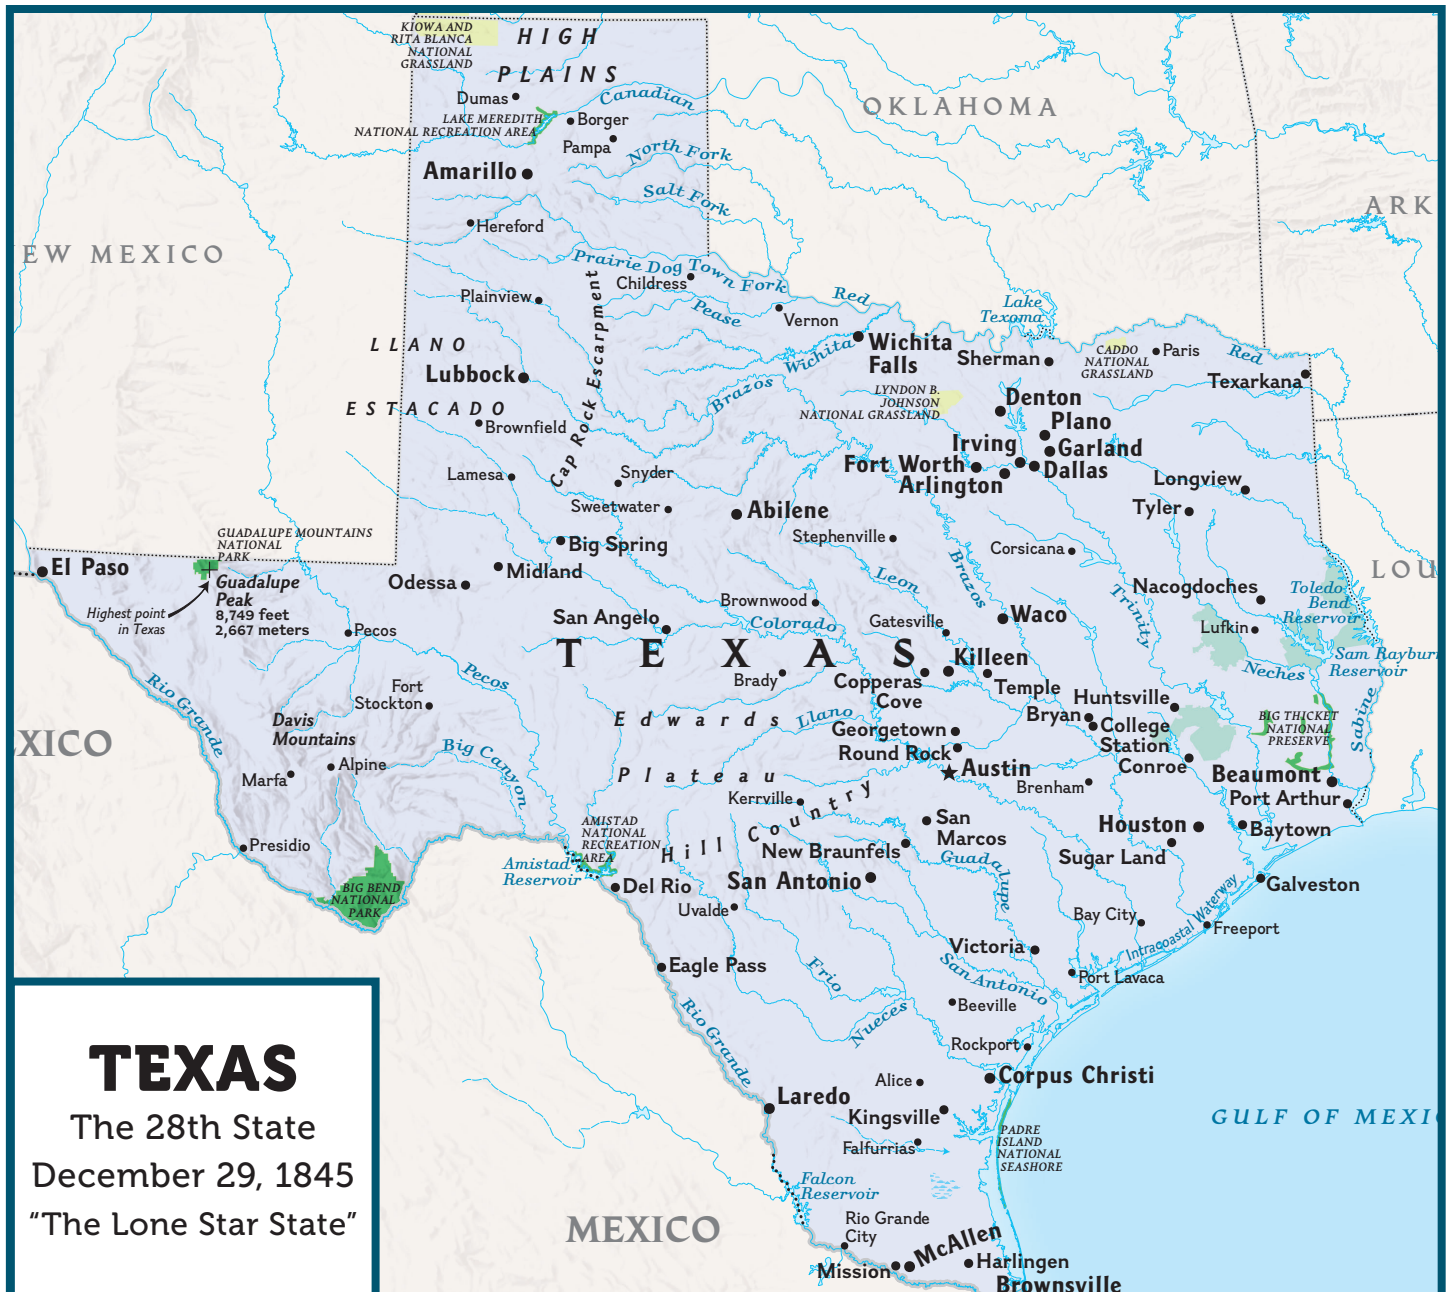 KIOWA AND
RITA BLANCA
NATIONAL
GRASSLAND
HIGH
PLAINS
Dumas
Canadian
LAKE MEREDITH
NATIONAL RECREATION AREA
Borger
Pampa
North Fork
Amarillo
Salt Fork
Hereford
OKLAHOMA
ARK
EW MEXICO
Prairie Dog Town Fork
Childress
Red
Plainview
Pease
Vernon
Lake
Texoma
Cap Rock Escarpment
LLANO
Wichita
Wichita
Falls
Sherman
CADDO
NATIONAL
GRASSLAND
Paris
Red
Texarkana
Lubbock
Brazos
LYNDON B.
JOHNSON
NATIONAL GRASSLAND
Denton
ESTACADO
Brownfield
Plano
Irving
Garland
Fort Worth
Dallas
Arlington
Lamesa
Snyder
Longview
Sweetwater
Abilene
Tyler
GUADALUPE MOUNTAINS
NATIONAL
PARK
Big Spring
Stephenville
Corsicana
El Paso
Guadalupe
Peak
8,749 feet
2,667 meters
Highest point
in Texas
Odessa
Midland
Leon
Brazos
Trinity
Nacogdoches
Toledo
Bend
Reservoir
LOU
Brownwood
San Angelo
Colorado
Gatesville
Waco
Lufkin
Pecos
TEXAS
Killeen
Sam Rayburn
Reservoir
Brady
Copperas
Cove
Temple
Neches
Rio Grande
Pecos
Fort
Stockton
Huntsville
Davis
Mountains
Edwards
Llano
Georgetown
Bryan
College
Station
BIG THICKET
NATIONAL
PRESERVE
Sabine
XICO
Big Canyon
Round Rock
Conroe
Marfa
Alpine
Plateau
Austin
Beaumont
Kerrville
Brenham
Port Arthur
Hill Country
San
Marcos
Houston
Baytown
AMISTAD
NATIONAL
RECREATION
AREA
Presidio
New Braunfels
Sugar Land
Amistad
Reservoir
Guadalupe
BIG BEND
NATIONAL
PARK
Del Rio
San Antonio
Galveston
Uvalde
Bay City
Intracoastal Waterway
Freeport
Victoria
Eagle Pass
Frio
San Antonio
Port Lavaca
Rio Grande
Nueces
Beeville
Rockport
Alice
Corpus Christi
Laredo
Kingsville
GULF OF MEXI
Falfurrias
PADRE
ISLAND
NATIONAL
SEASHORE
Falcon
Reservoir
MEXICO
Rio Grande
City
McAllen
Mission
Harlingen
Brownsville
TEXAS
The 28th State
December 29, 1845
“The Lone Star State”